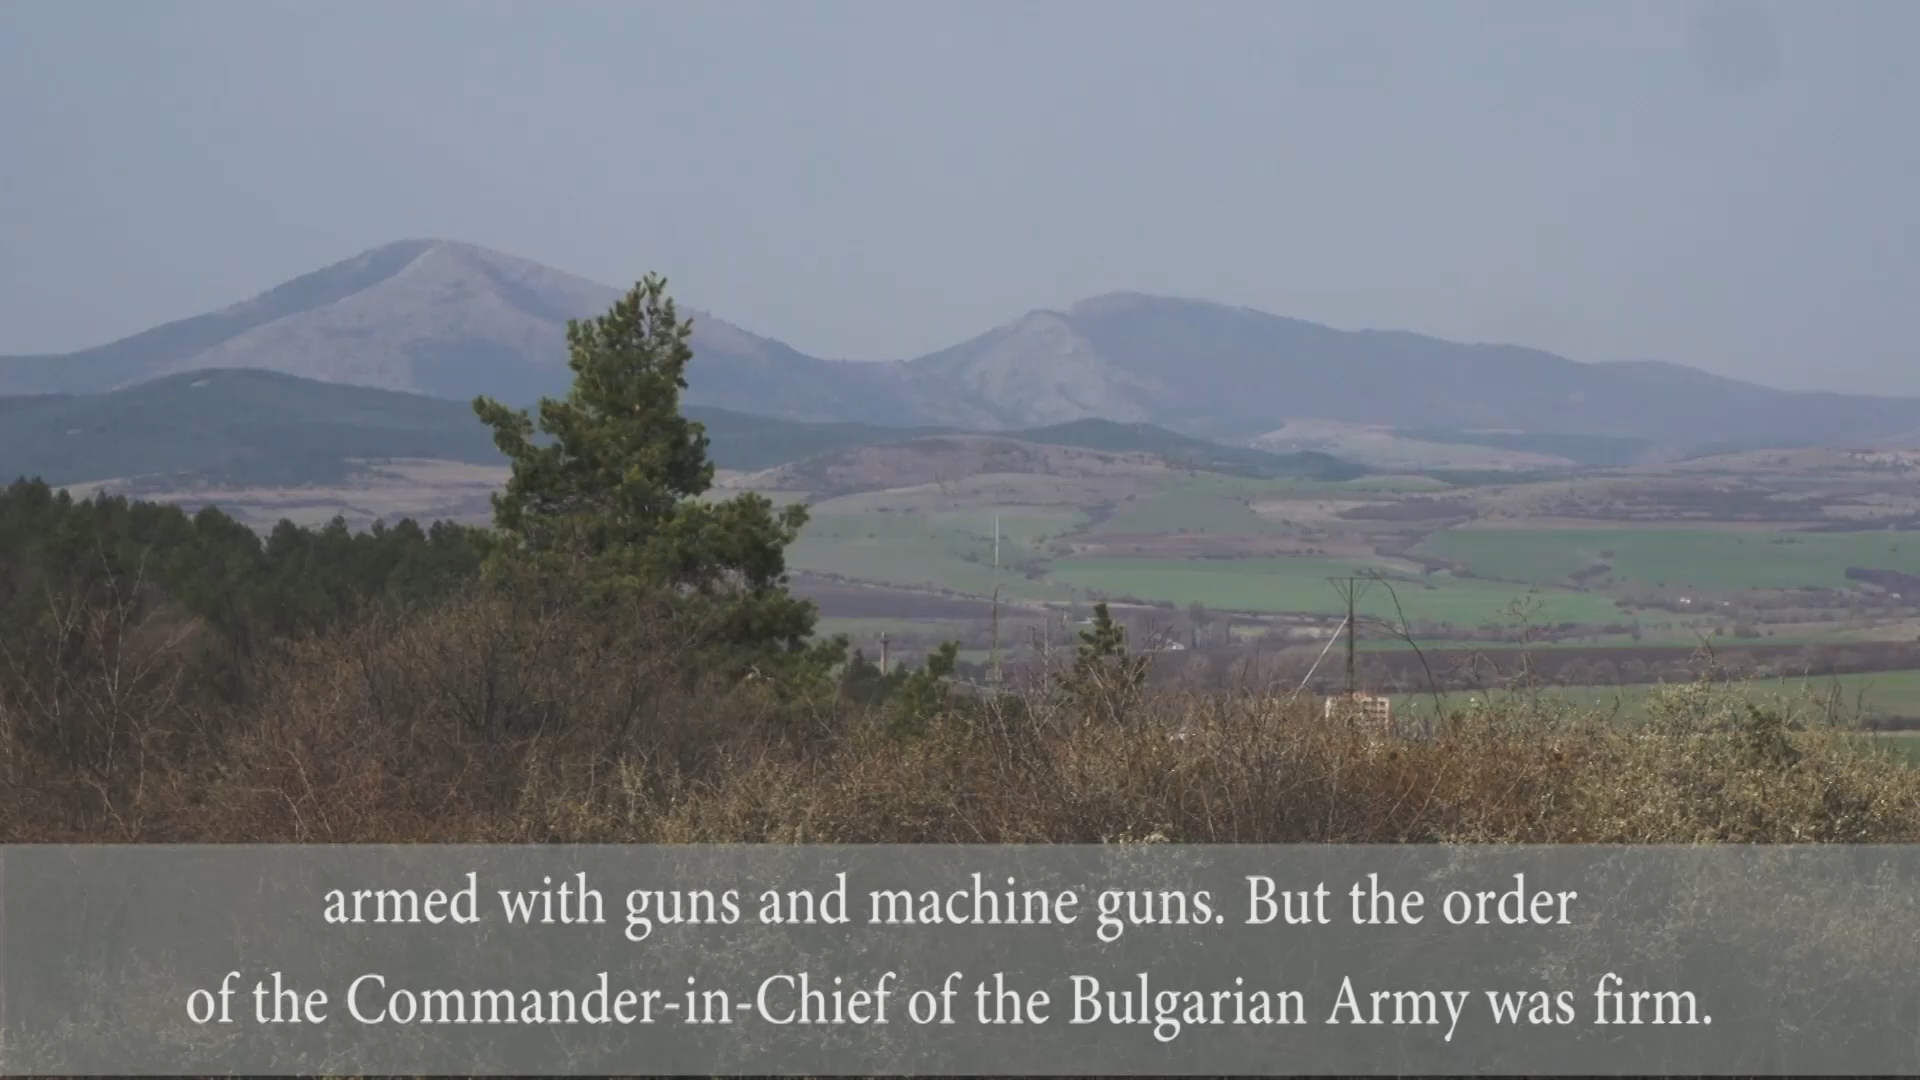 armed with guns and machine guns. But the order
of the Commander-in-Chief of the Bulgarian Army was firm.